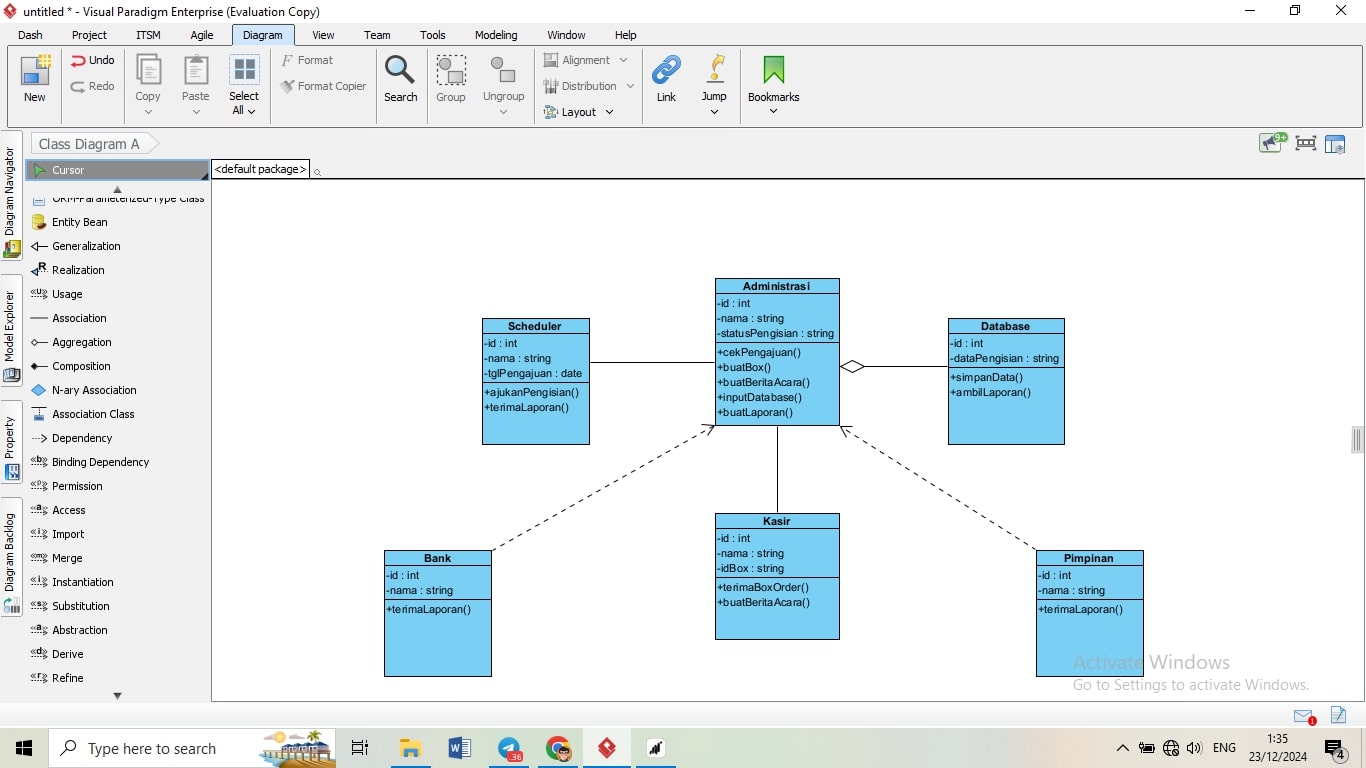 untitled * - Visual Paradigm Enterprise (Evaluation Copy)
Dash Project ITSM Agile Diagram View Team Tools Modeling Window Help
New
Undo
Redo
Copy
Paste
Select All
Format
Format Copier
Search
Group
Ungroup
Alignment
Distribution
Layout
Link
Jump
Bookmarks
Class Diagram A
9+
Diagram Navigator
Model Explorer
Property
Diagram Backlog
Cursor
<default package>
ORM-Parameterized-Type Class
Entity Bean
Generalization
Realization
Usage
Association
Aggregation
Composition
N-ary Association
Association Class
Dependency
Binding Dependency
Permission
Access
Import
Merge
Instantiation
Substitution
Abstraction
Derive
Refine
Scheduler
-id : int
-nama : string
-tglPengajuan : date
+ajukanPengisian()
+terimaLaporan()
Administrasi
-id : int
-nama : string
-statusPengisian : string
+cekPengajuan()
+buatBox()
+buatBeritaAcara()
+inputDatabase()
+buatLaporan()
Database
-id : int
-dataPengisian : string
+simpanData()
+ambilLaporan()
Bank
-id : int
-nama : string
+terimaLaporan()
Kasir
-id : int
-nama : string
-idBox : string
+terimaBoxOrder()
+buatBeritaAcara()
Pimpinan
-id : int
-nama : string
+terimaLaporan()
Activate Windows
Go to Settings to activate Windows.
Type here to search
36
ENG
1:35
23/12/2024
4